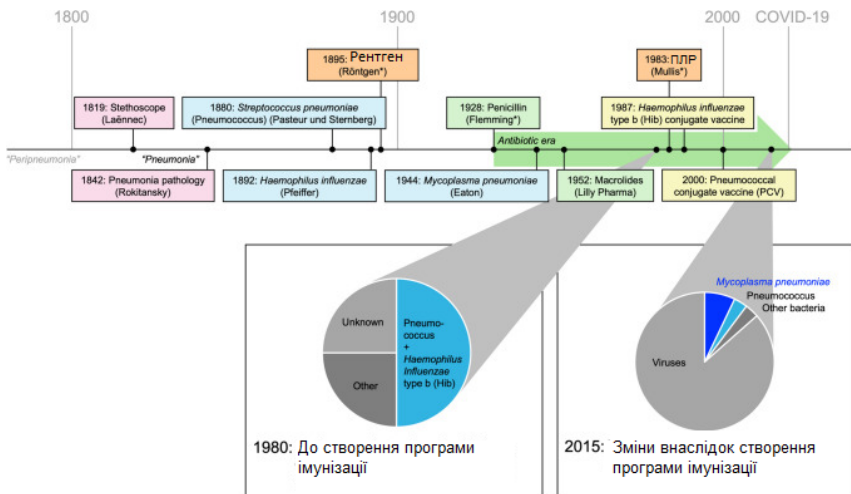 1800
1900
2000
COVID-19
1895: Рентген
(Röntgen*)
1983: ПЛР
(Mullis*)
1819: Stethoscope
(Laënnec)
1880: Streptococcus pneumoniae
(Pneumococcus) (Pasteur und Sternberg)
1928: Penicillin
(Flemming*)
1987: Haemophilus influenzae
type b (Hib) conjugate vaccine
Antibiotic era
"Peripneumonia"
"Pneumonia"
1842: Pneumonia pathology
(Rokitansky)
1892: Haemophilus influenzae
(Pfeiffer)
1944: Mycoplasma pneumoniae
(Eaton)
1952: Macrolides
(Lilly Pharma)
2000: Pneumococcal
conjugate vaccine (PCV)
Unknown
Other
Pneumo-
coccus
+
Haemophilus
Influenzae
type b (Hib)
1980: До створення програми
імунізації
Mycoplasma pneumoniae
Pneumococcus
Other bacteria
Viruses
2015: Зміни внаслідок створення
програми імунізації